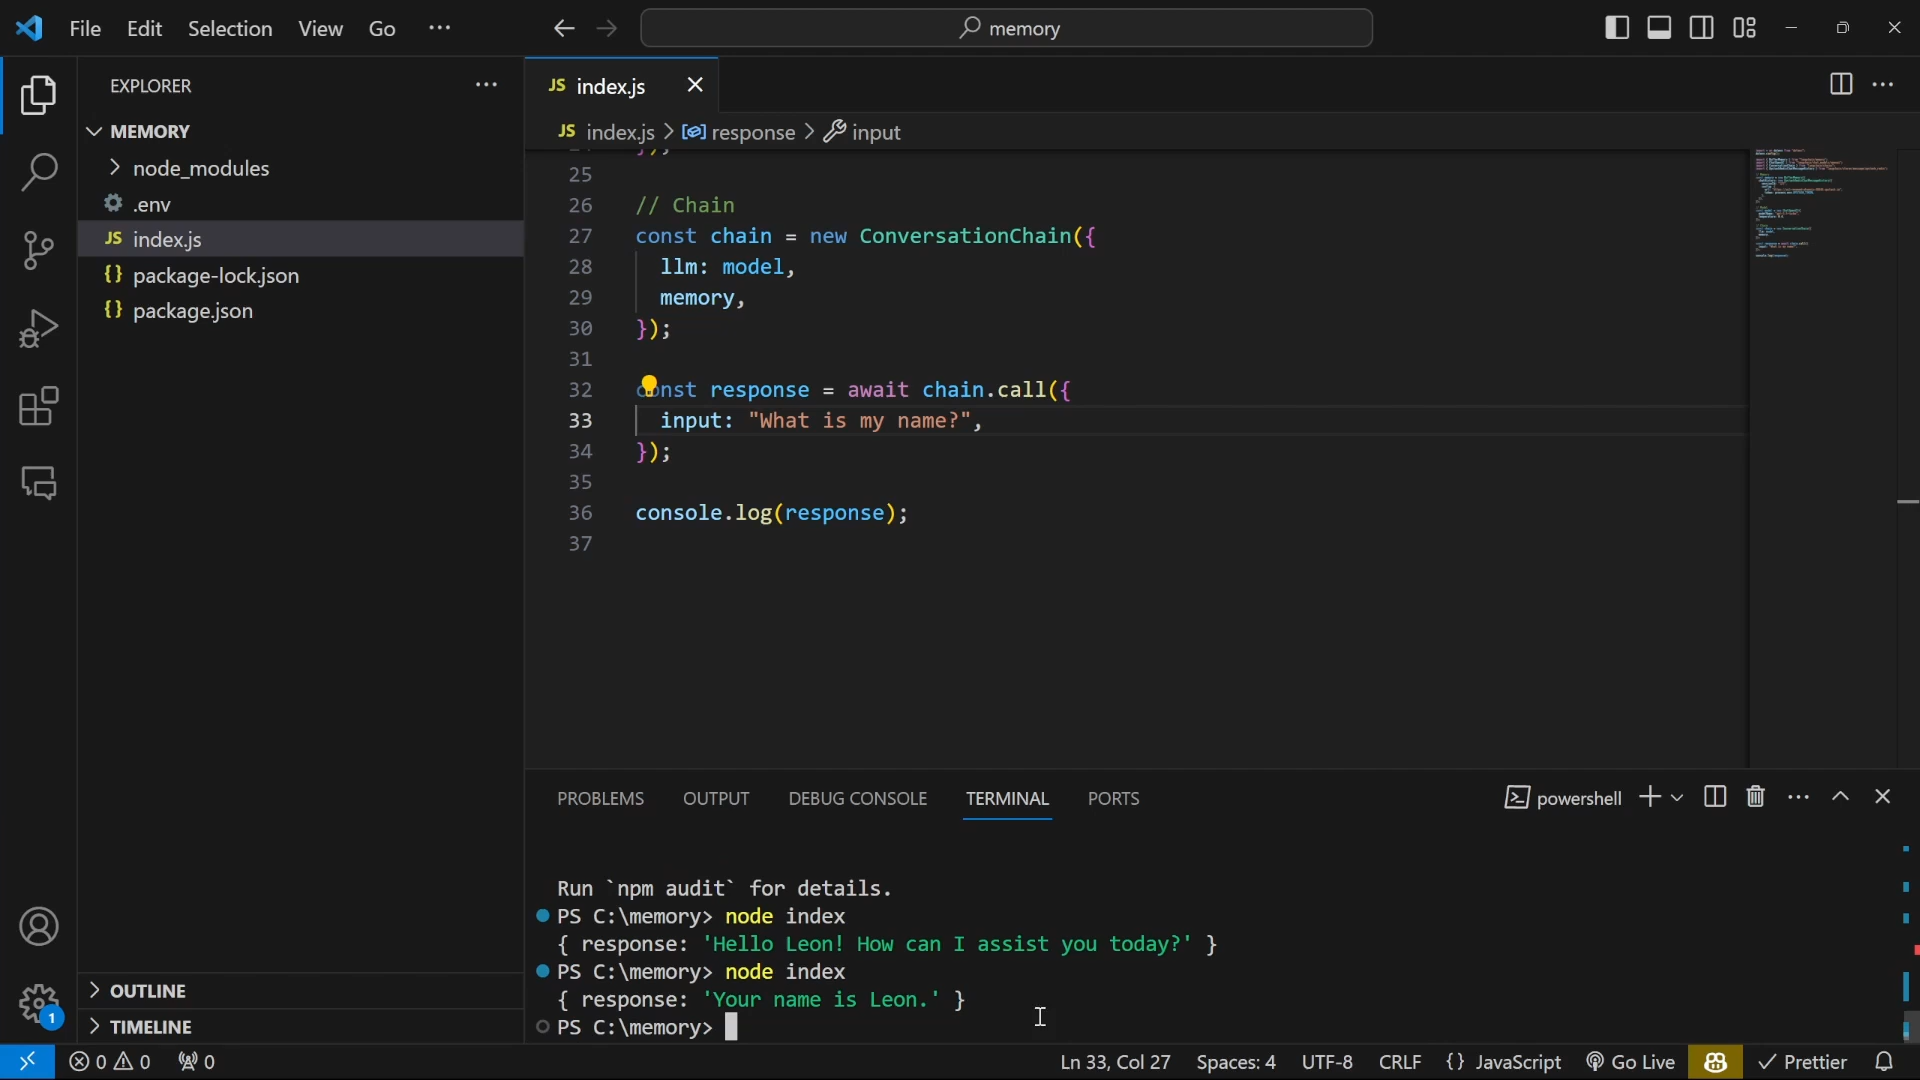 File Edit Selection View Go ···
memory
EXPLORER
MEMORY
node_modules
.env
JS index.js
{} package-lock.json
{} package.json
OUTLINE
TIMELINE
1
JS index.js
JS index.js > response > input
25
26 // Chain
27 const chain = new ConversationChain({
28 llm: model,
29 memory,
30 });
31
32 const response = await chain.call({
33 input: "What is my name?",
34 });
35
36 console.log(response);
37
PROBLEMS OUTPUT DEBUG CONSOLE TERMINAL PORTS
powershell
Run `npm audit` for details.
PS C:\memory> node index
{ response: 'Hello Leon! How can I assist you today?' }
PS C:\memory> node index
{ response: 'Your name is Leon.' }
PS C:\memory>
0 0 0
Ln 33, Col 27 Spaces: 4 UTF-8 CRLF {} JavaScript Go Live Prettier